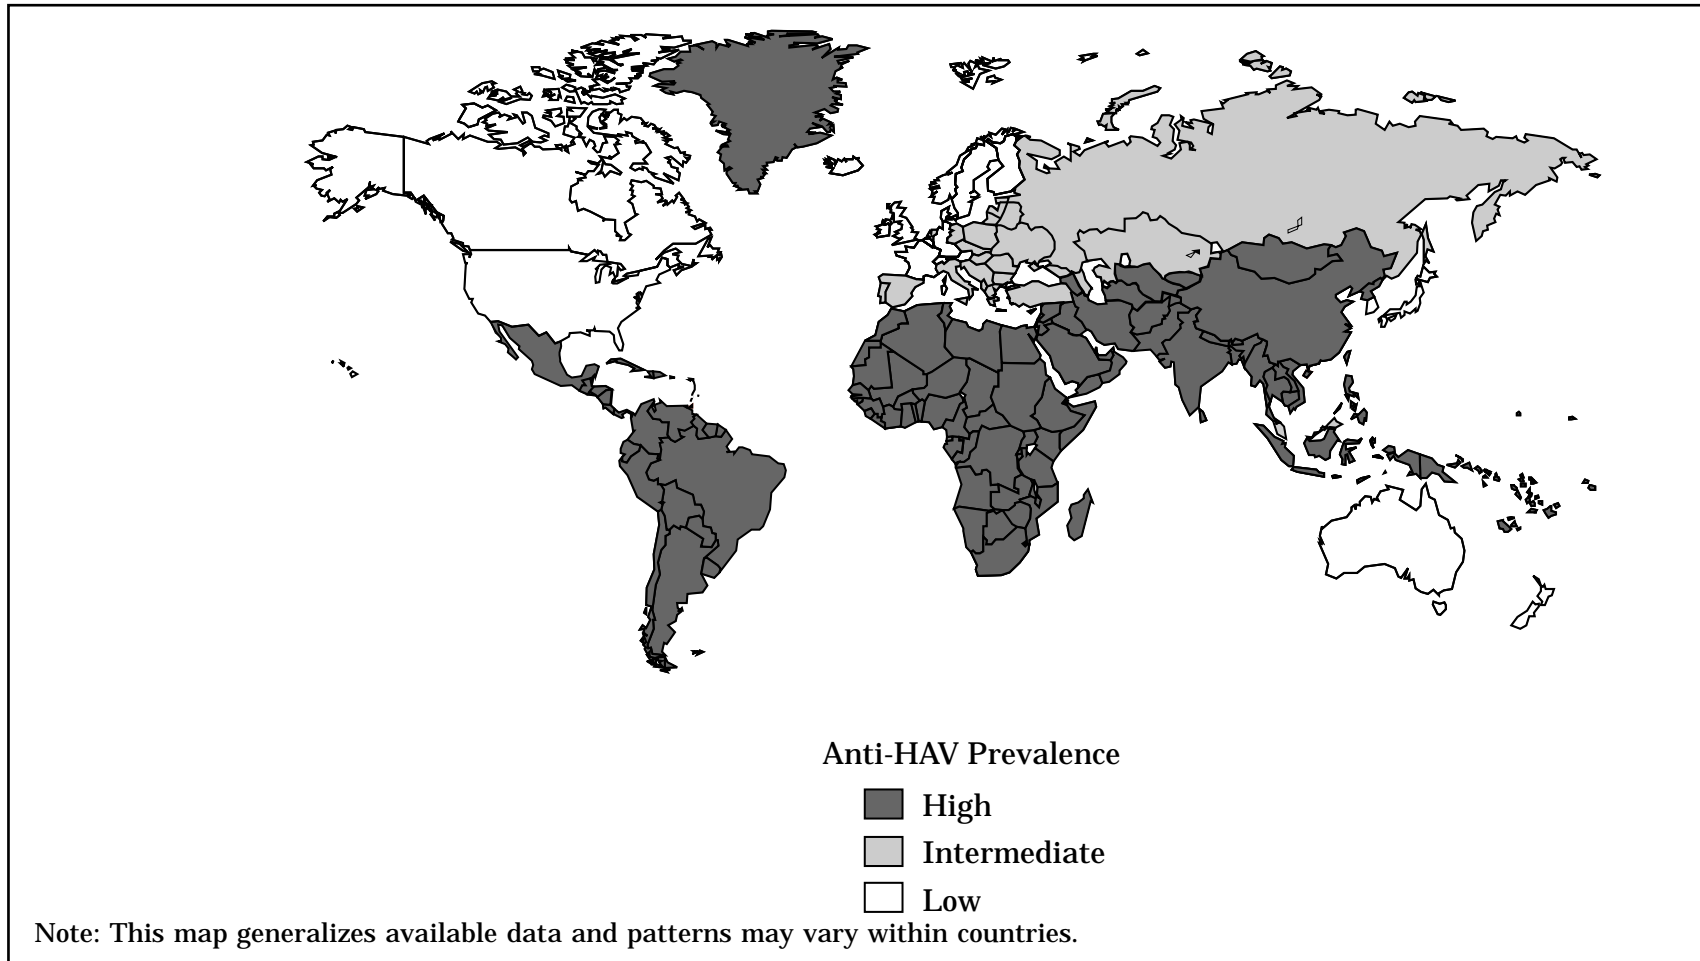 Anti-HAV Prevalence
High
Intermediate
Low
Note: This map generalizes available data and patterns may vary within countries.